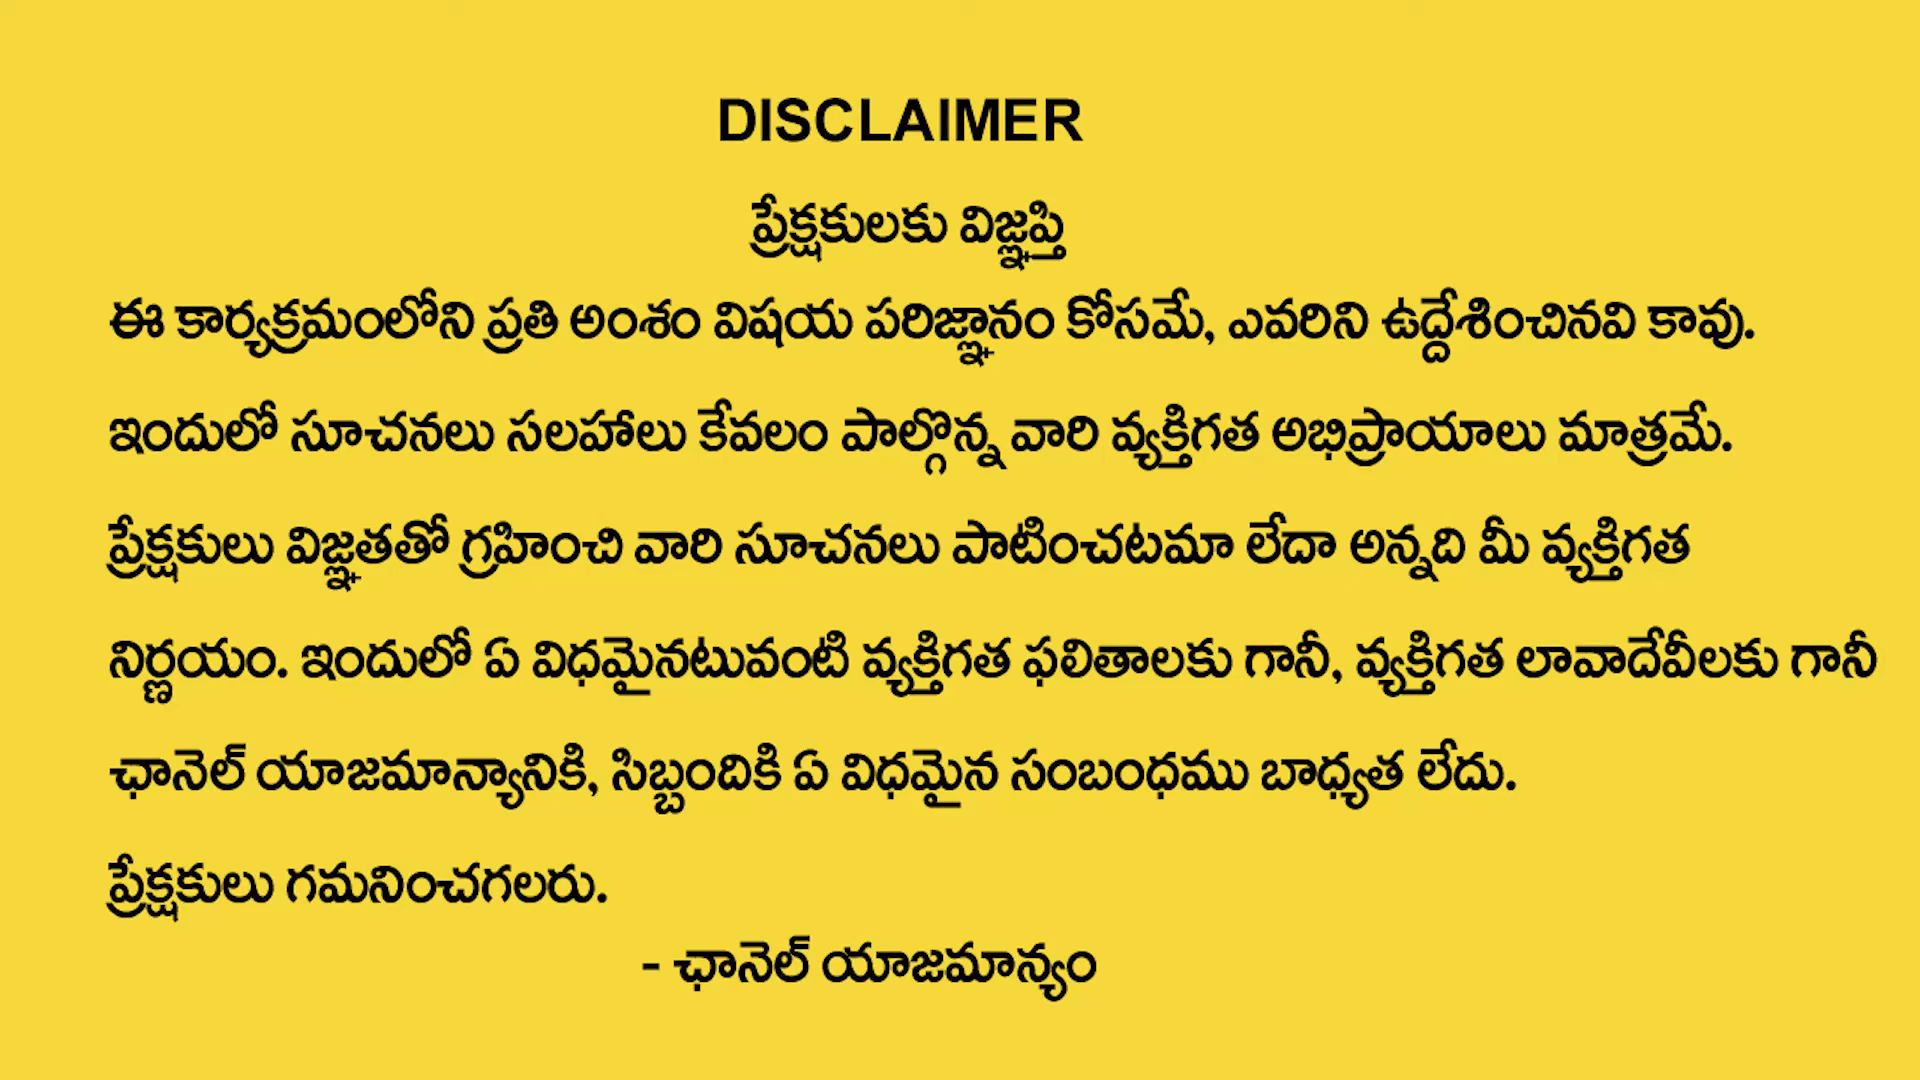 DISCLAIMER
ప్రేక్షకులకు విజ్ఞప్తి
ఈ కార్యక్రమంలోని ప్రతి అంశం విషయ పరిజ్ఞానం కోసమే, ఎవరిని ఉద్దేశించినవి కావు.
ఇందులో సూచనలు సలహాలు కేవలం పాల్గొన్న వారి వ్యక్తిగత అభిప్రాయాలు మాత్రమే.
ప్రేక్షకులు విజ్ఞతతో గ్రహించి వారి సూచనలు పాటించటమా లేదా అన్నది మీ వ్యక్తిగత
నిర్ణయం. ఇందులో ఏ విధమైనటువంటి వ్యక్తిగత ఫలితాలకు గానీ, వ్యక్తిగత లావాదేవీలకు గానీ
ఛానెల్ యాజమాన్యానికి, సిబ్బందికి ఏ విధమైన సంబంధము బాధ్యత లేదు.
ప్రేక్షకులు గమనించగలరు.
- ఛానెల్ యాజమాన్యం